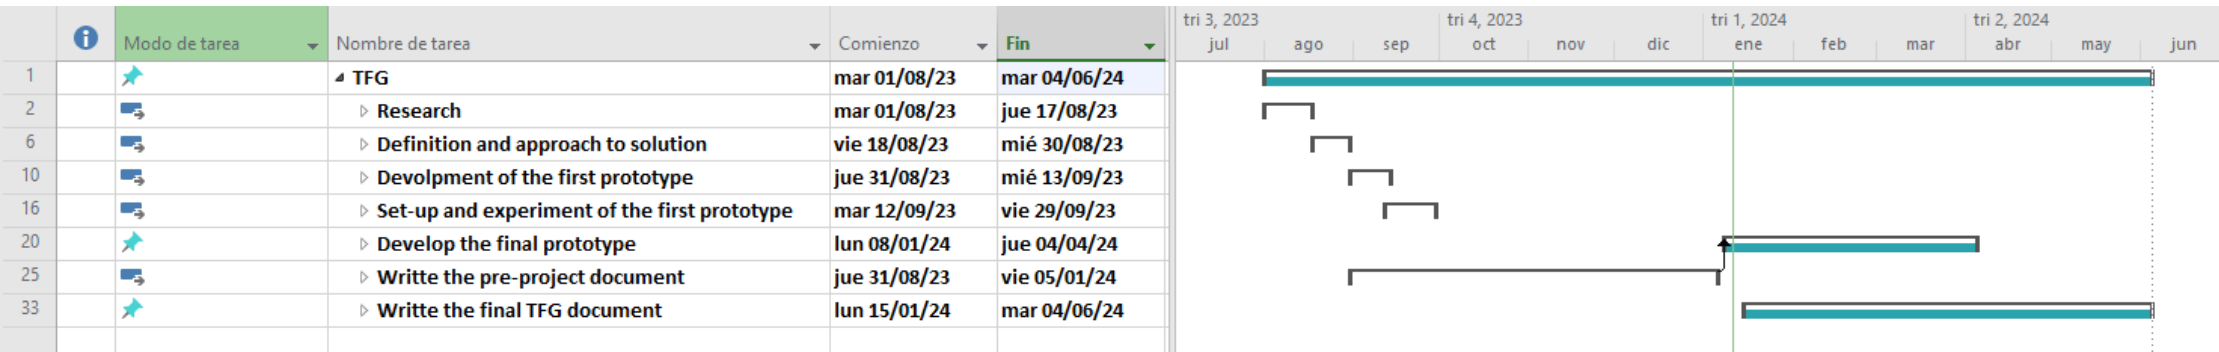 tri 3, 2023 tri 4, 2023 tri 1, 2024 tri 2, 2024
Modo de tarea Nombre de tarea Comienzo Fin jul ago sep oct nov dic ene feb mar abr may jun
1 TFG mar 01/08/23 mar 04/06/24
2 Research mar 01/08/23 jue 17/08/23
6 Definition and approach to solution vie 18/08/23 mié 30/08/23
10 Devolpment of the first prototype jue 31/08/23 mié 13/09/23
16 Set-up and experiment of the first prototype mar 12/09/23 vie 29/09/23
20 Develop the final prototype lun 08/01/24 jue 04/04/24
25 Writte the pre-project document jue 31/08/23 vie 05/01/24
33 Writte the final TFG document lun 15/01/24 mar 04/06/24